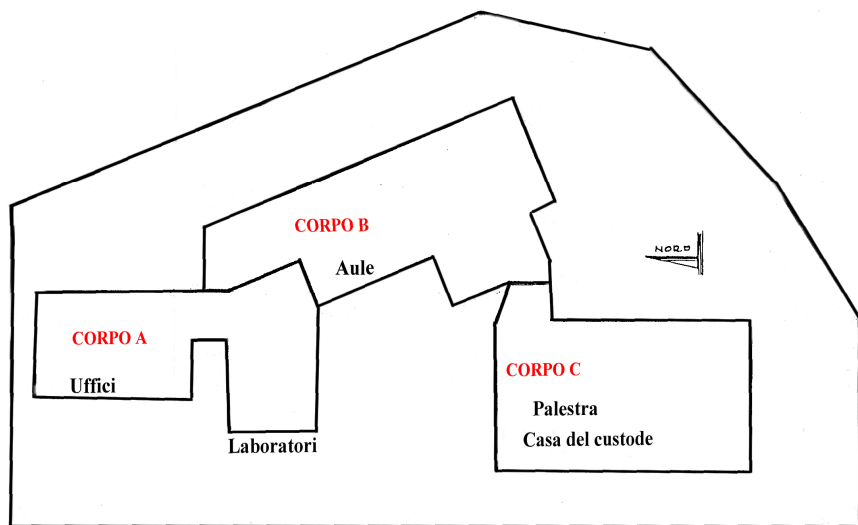 CORPO B
NORD
Aule
CORPO A
Uffici
Laboratori
CORPO C
Palestra
Casa del custode